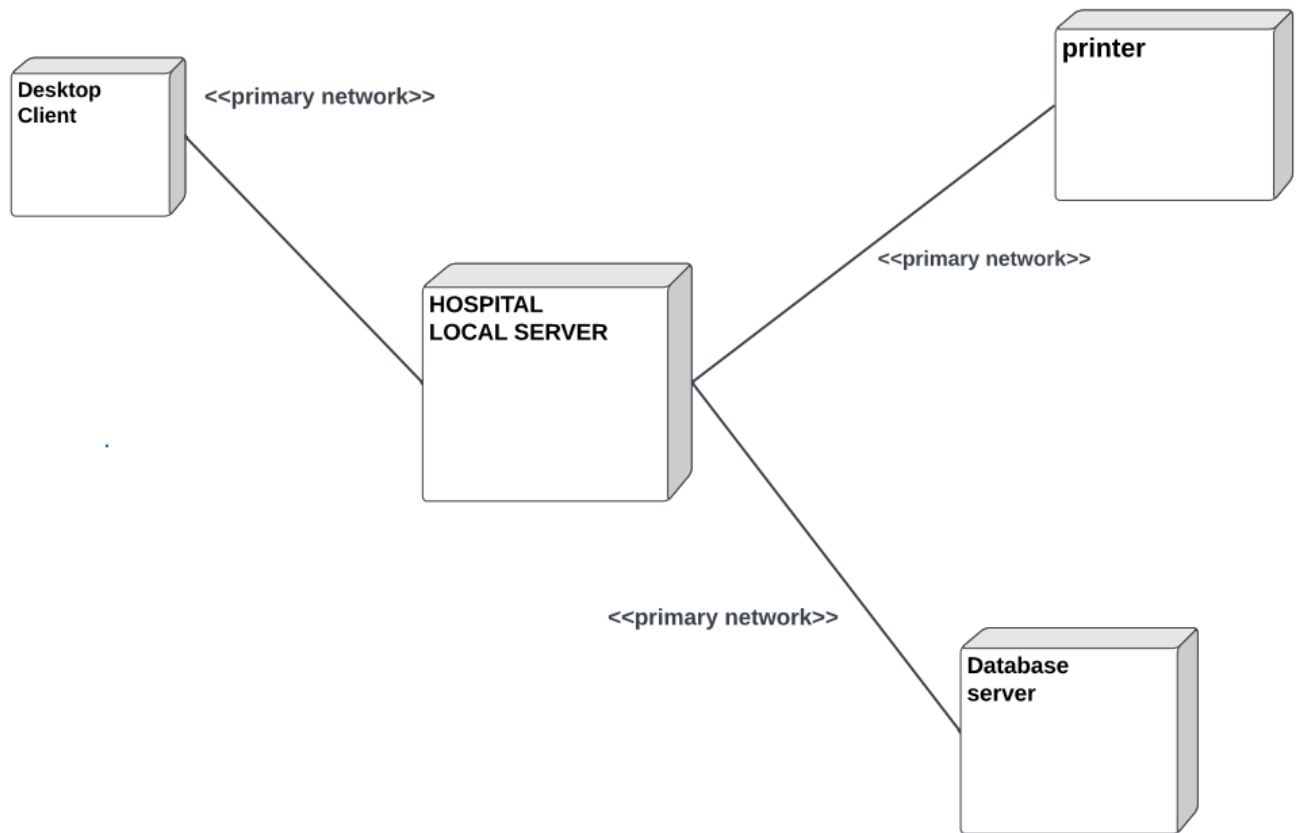 Desktop
Client
<<primary network>>
printer
<<primary network>>
HOSPITAL
LOCAL SERVER
<<primary network>>
Database
server